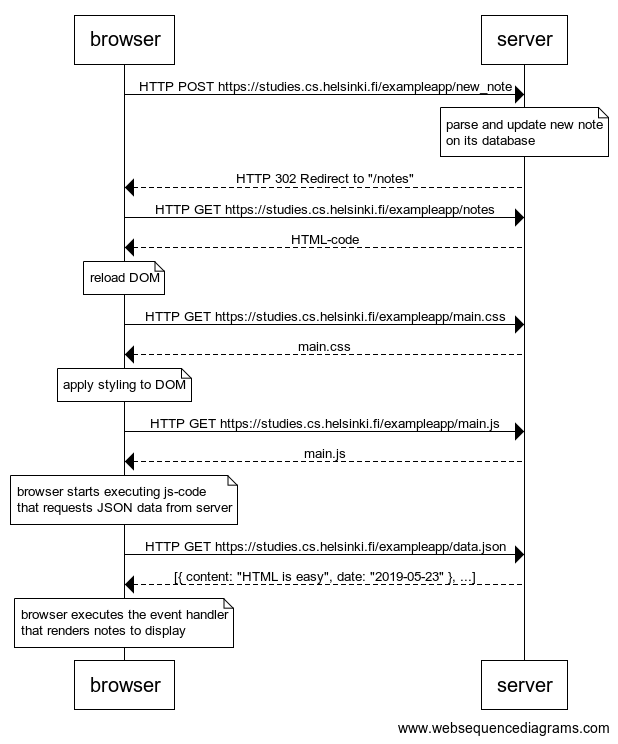 browser
server
HTTP POST https://studies.cs.helsinki.fi/exampleapp/new_note
parse and update new note
on its database
HTTP 302 Redirect to "/notes"
HTTP GET https://studies.cs.helsinki.fi/exampleapp/notes
HTML-code
reload DOM
HTTP GET https://studies.cs.helsinki.fi/exampleapp/main.css
main.css
apply styling to DOM
HTTP GET https://studies.cs.helsinki.fi/exampleapp/main.js
main.js
browser starts executing js-code
that requests JSON data from server
HTTP GET https://studies.cs.helsinki.fi/exampleapp/data.json
[{ content: "HTML is easy", date: "2019-05-23" }, ...]
browser executes the event handler
that renders notes to display
browser
server
www.websequencediagrams.com